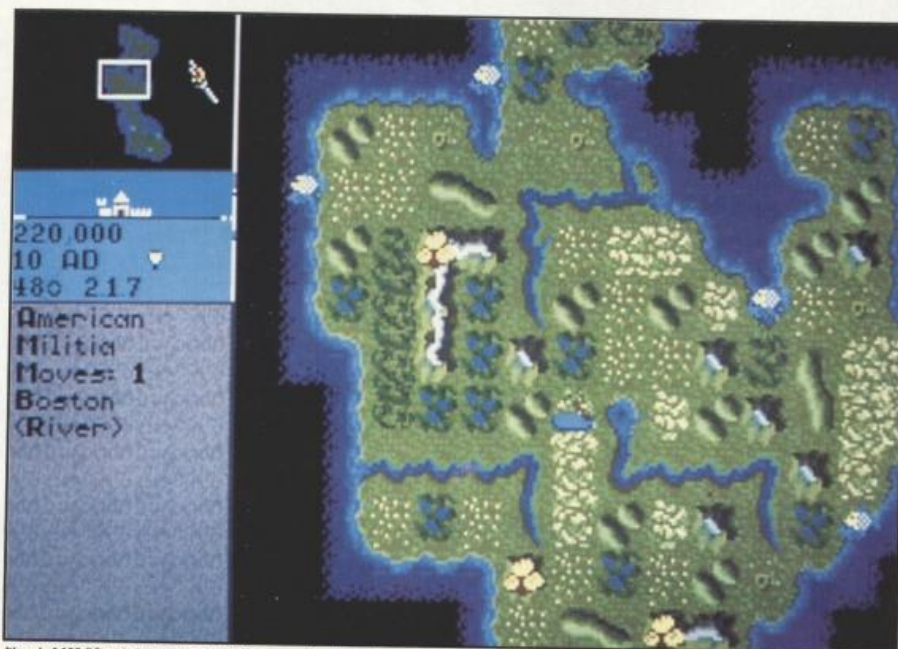 220,000
10 AD
480 2.1.7
American
Militia
Moves: 1
Boston
(River)